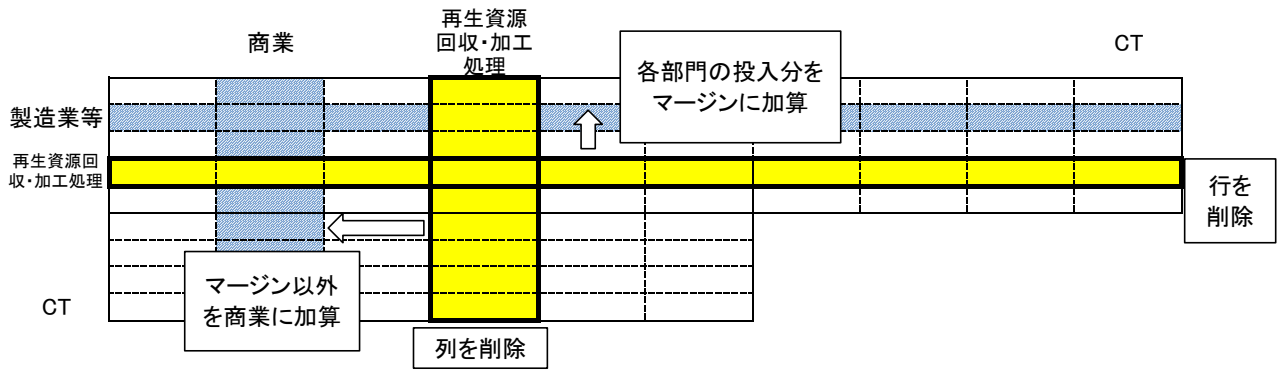 商業
再生資源
回収・加工
処理
CT
各部門の投入分を
マージンに加算
製造業等
再生資源回
収・加工処理
行を
削除
マージン以外
を商業に加算
CT
列を削除